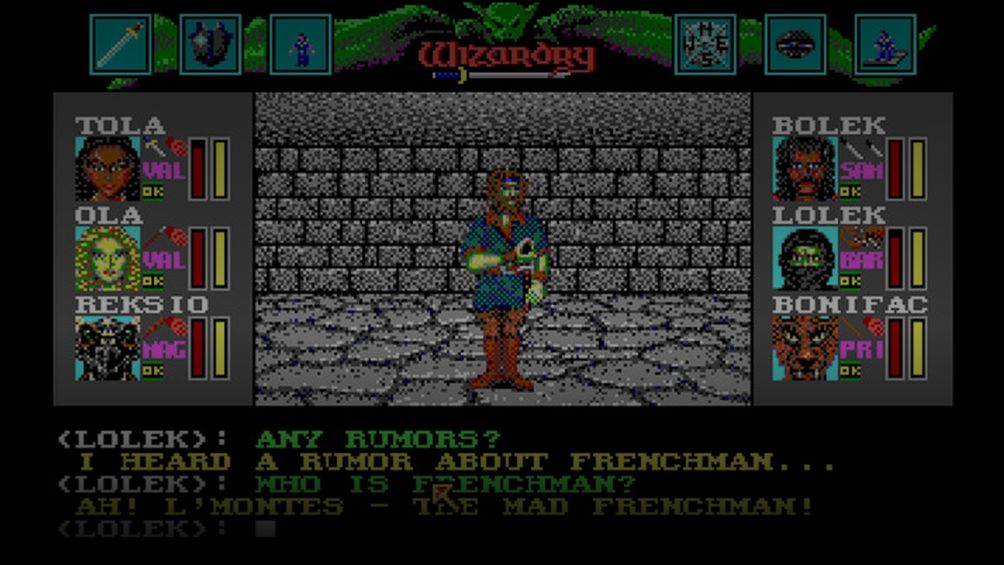 Wizardry
TOLA
VAL
OK
OLA
VAL
OK
REKSIO
MAG
OK
BOLEK
SAM
OK
LOLEK
BAR
OK
BONIFAC
PRI
OK
(LOLEK): ANY RUMORS?
I HEARD A RUMOR ABOUT FRENCHMAN...
(LOLEK): WHO IS FRENCHMAN?
AH! L'MONTES - THE MAD FRENCHMAN!
(LOLEK):